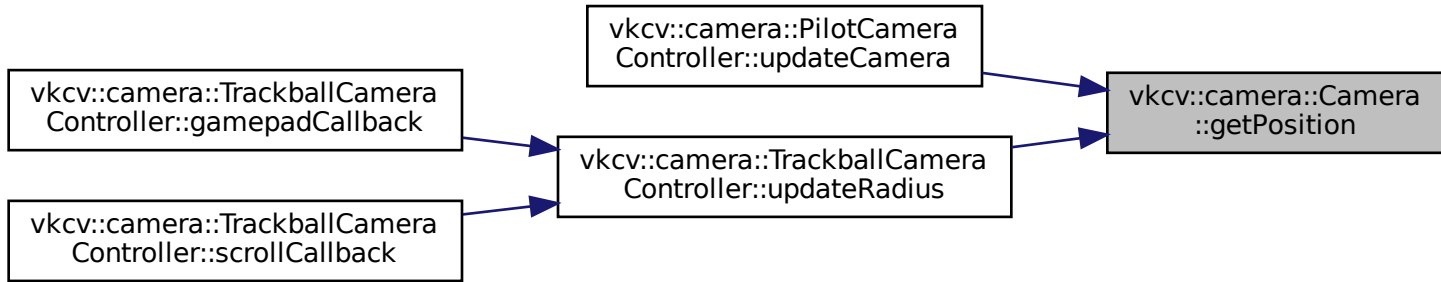 vkcv::camera::PilotCamera
Controller::updateCamera
vkcv::camera::TrackballCamera
Controller::gamepadCallback
vkcv::camera::Camera
::getPosition
vkcv::camera::TrackballCamera
Controller::updateRadius
vkcv::camera::TrackballCamera
Controller::scrollCallback